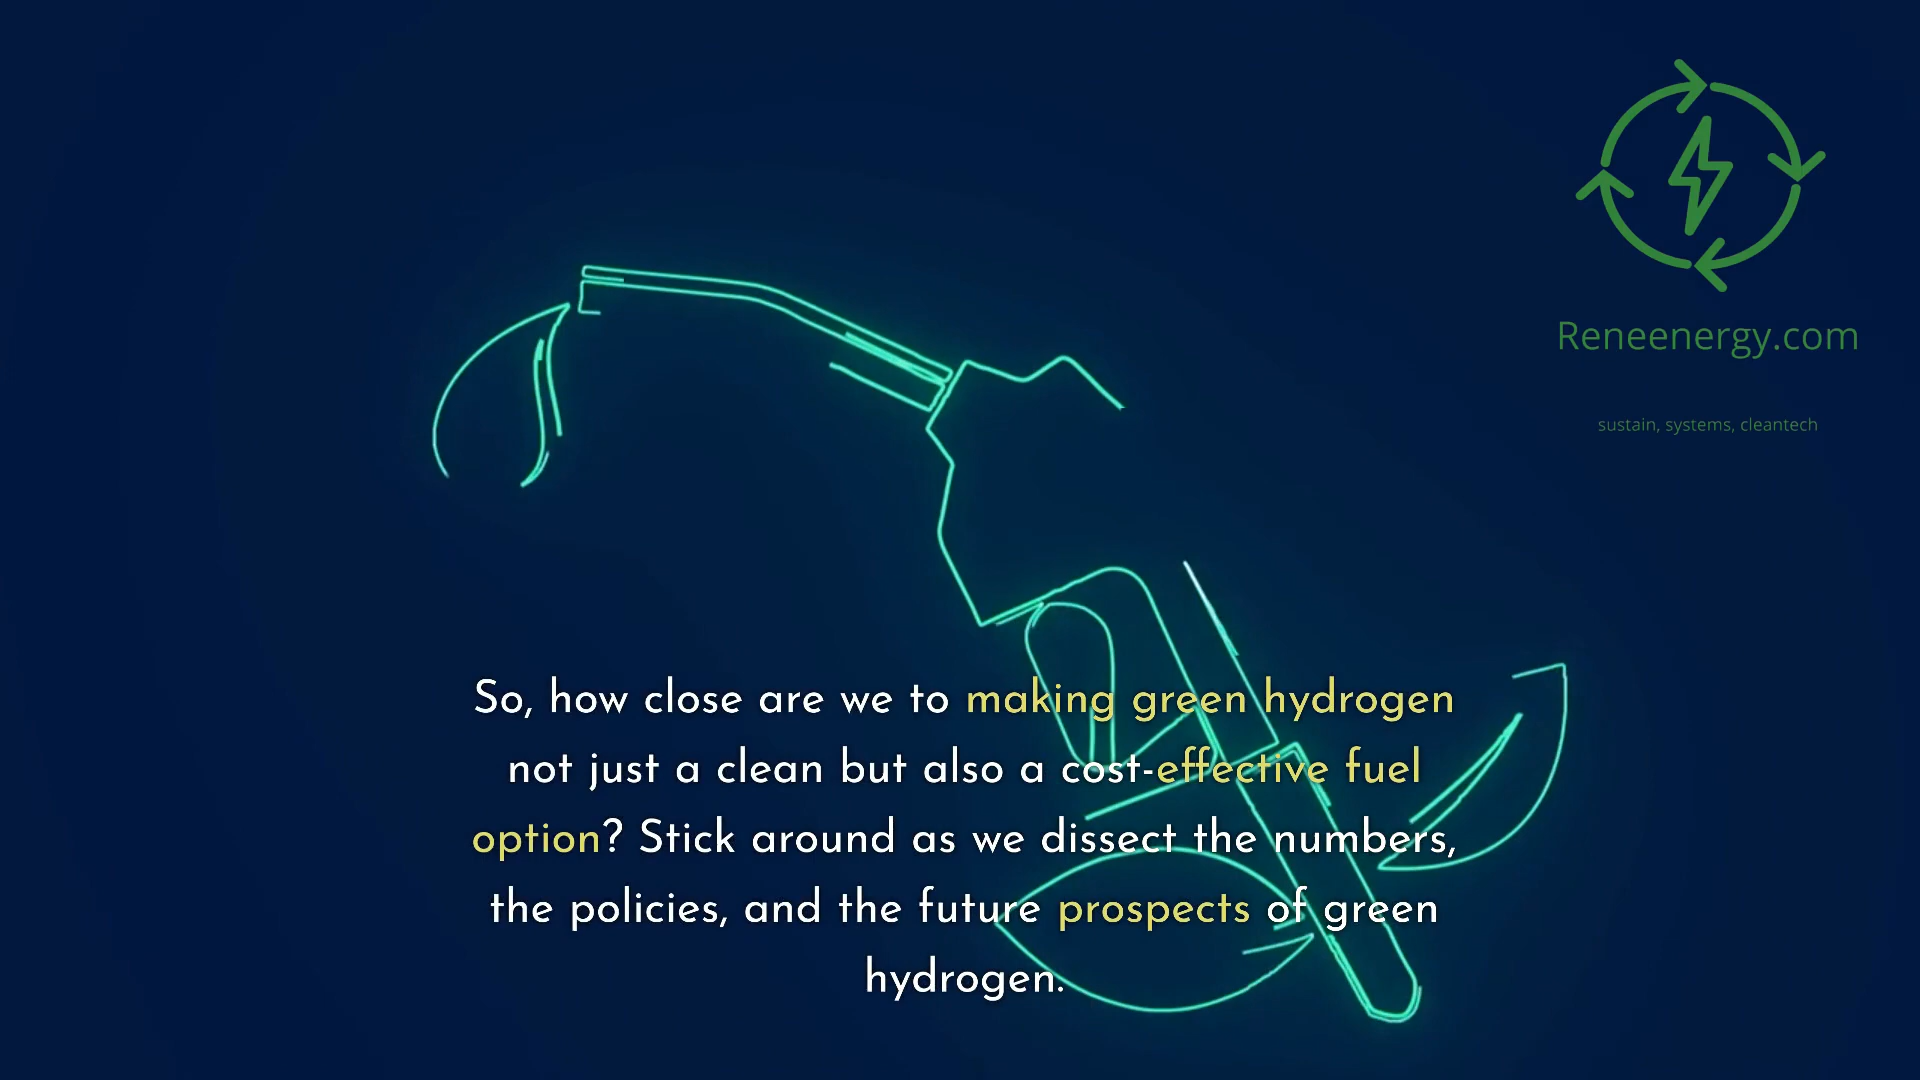 Reneenergy.com
sustain, systems, cleantech
So, how close are we to making green hydrogen
not just a clean but also a cost-effective fuel
option? Stick around as we dissect the numbers,
the policies, and the future prospects of green
hydrogen.